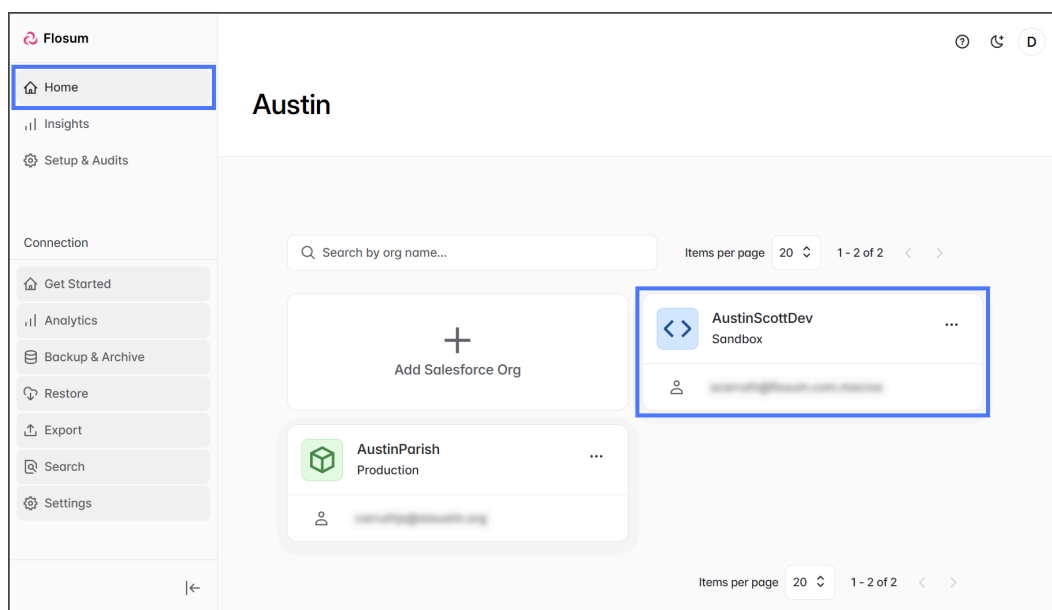 Flosum
D
Home
Austin
Insights
Setup & Audits
Connection
Search by org name...
Items per page 20 1 - 2 of 2
Get Started
Analytics
Backup & Archive
Restore
Export
Search
Settings
Add Salesforce Org
AustinScottDev
Sandbox
AustinParish
Production
Items per page 20 1 - 2 of 2